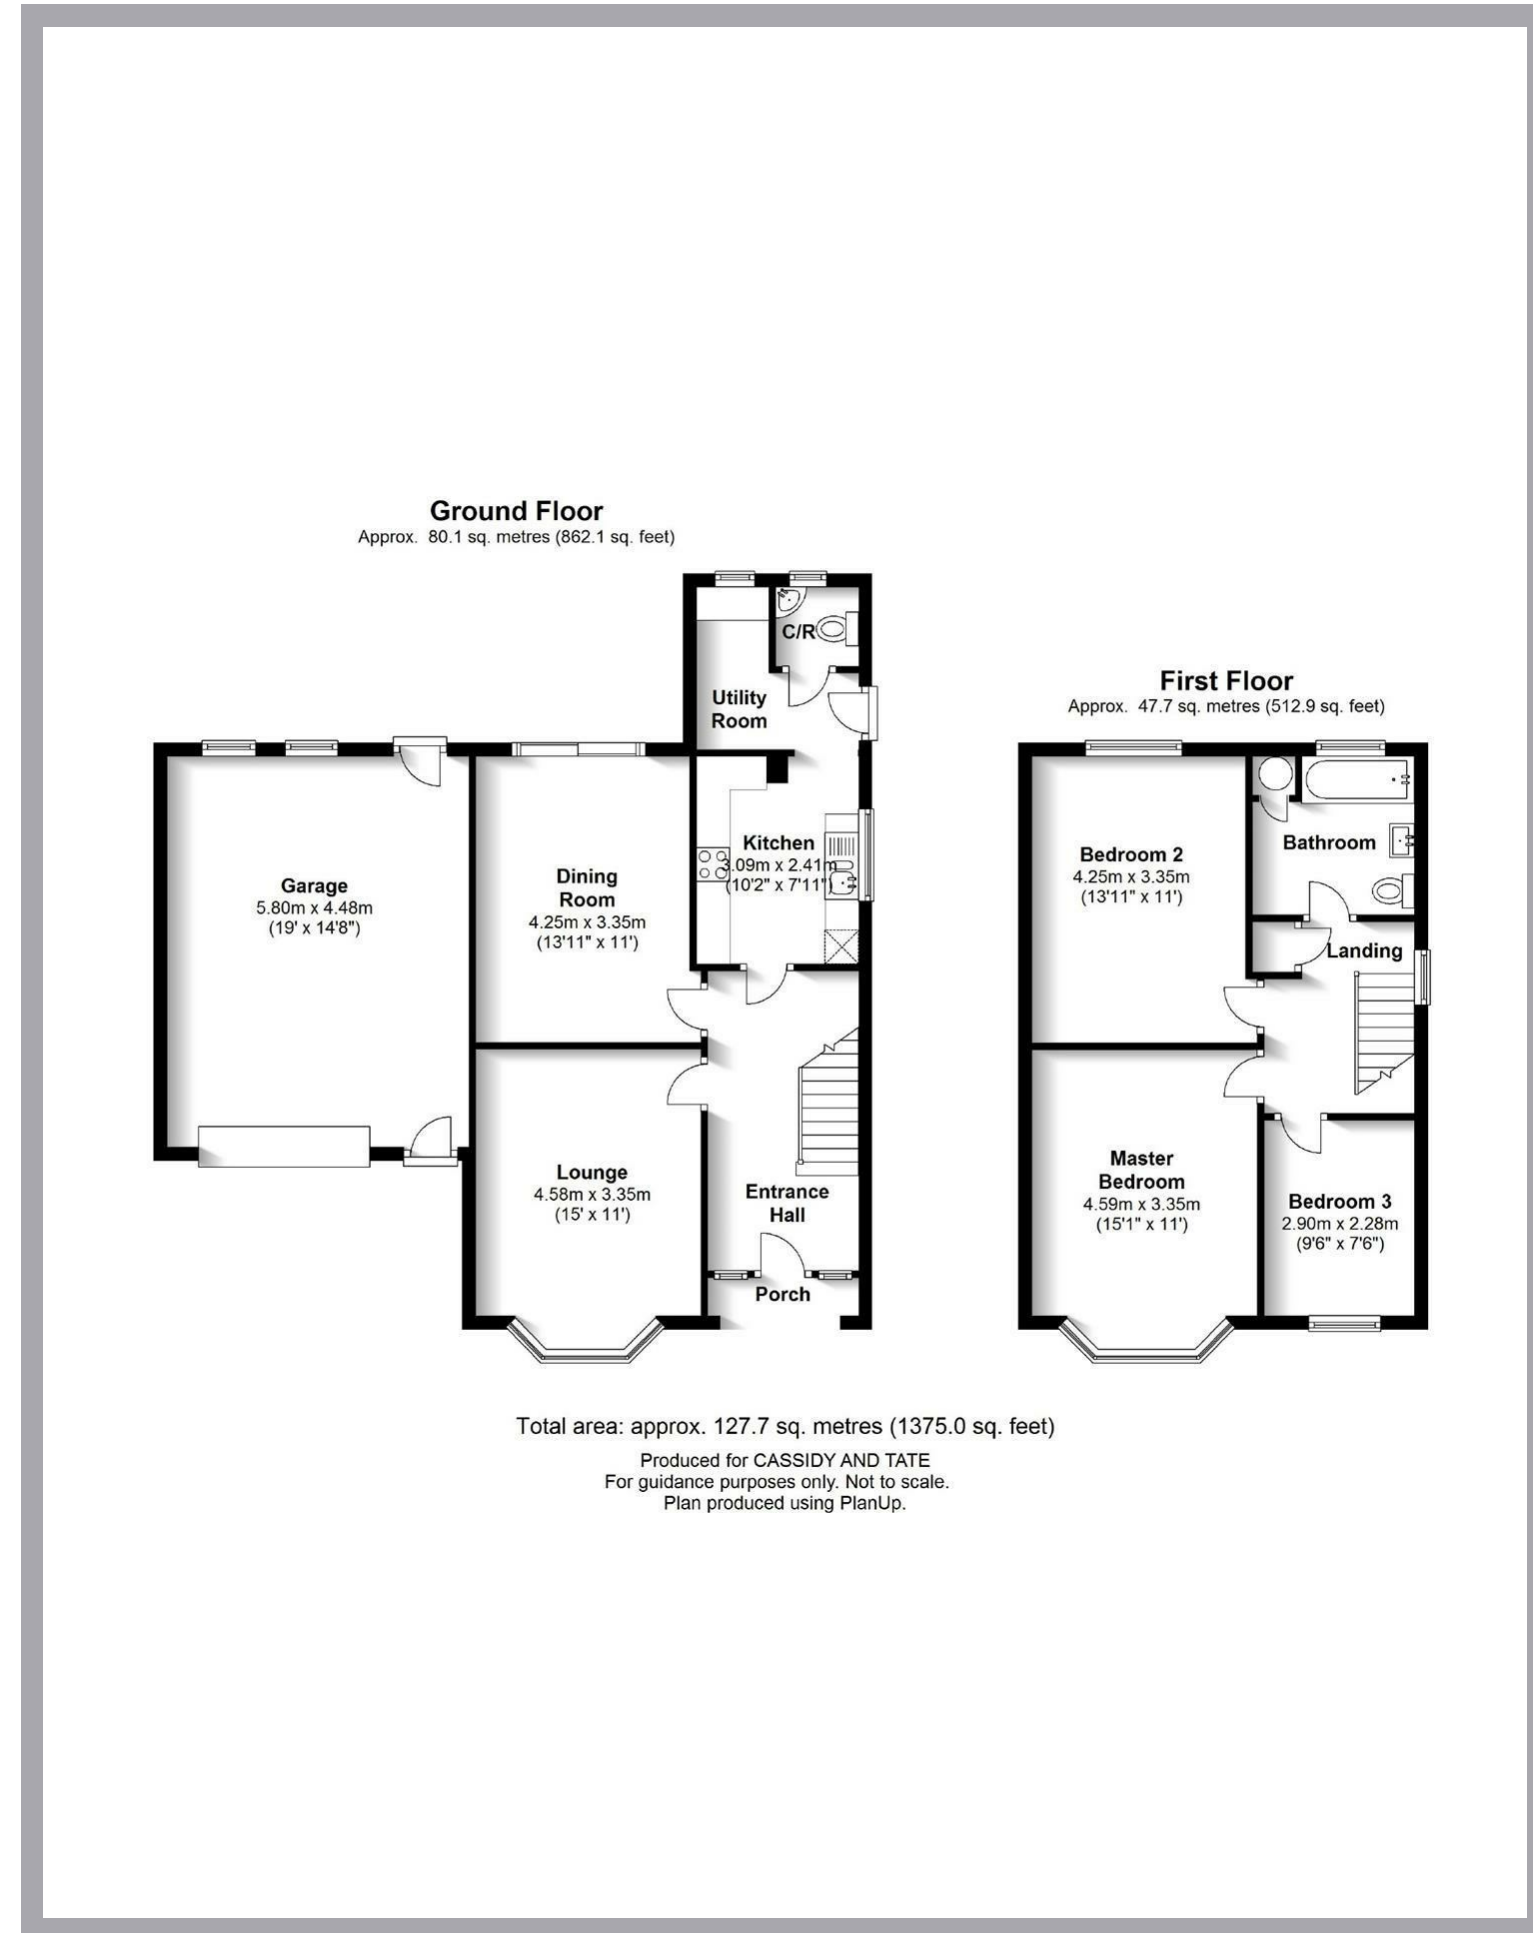 Ground Floor
Approx. 80.1 sq. metres (862.1 sq. feet)
C/R
Utility
Room
Garage
5.80m x 4.48m
(19' x 14'8")
Dining
Room
4.25m x 3.35m
(13'11" x 11')
Kitchen
3.09m x 2.41m
(10'2" x 7'11")
Lounge
4.58m x 3.35m
(15' x 11')
Entrance
Hall
Porch
First Floor
Approx. 47.7 sq. metres (512.9 sq. feet)
Bedroom 2
4.25m x 3.35m
(13'11" x 11')
Bathroom
Landing
Master
Bedroom
4.59m x 3.35m
(15'1" x 11')
Bedroom 3
2.90m x 2.28m
(9'6" x 7'6")
Total area: approx. 127.7 sq. metres (1375.0 sq. feet)
Produced for CASSIDY AND TATE
For guidance purposes only. Not to scale.
Plan produced using PlanUp.